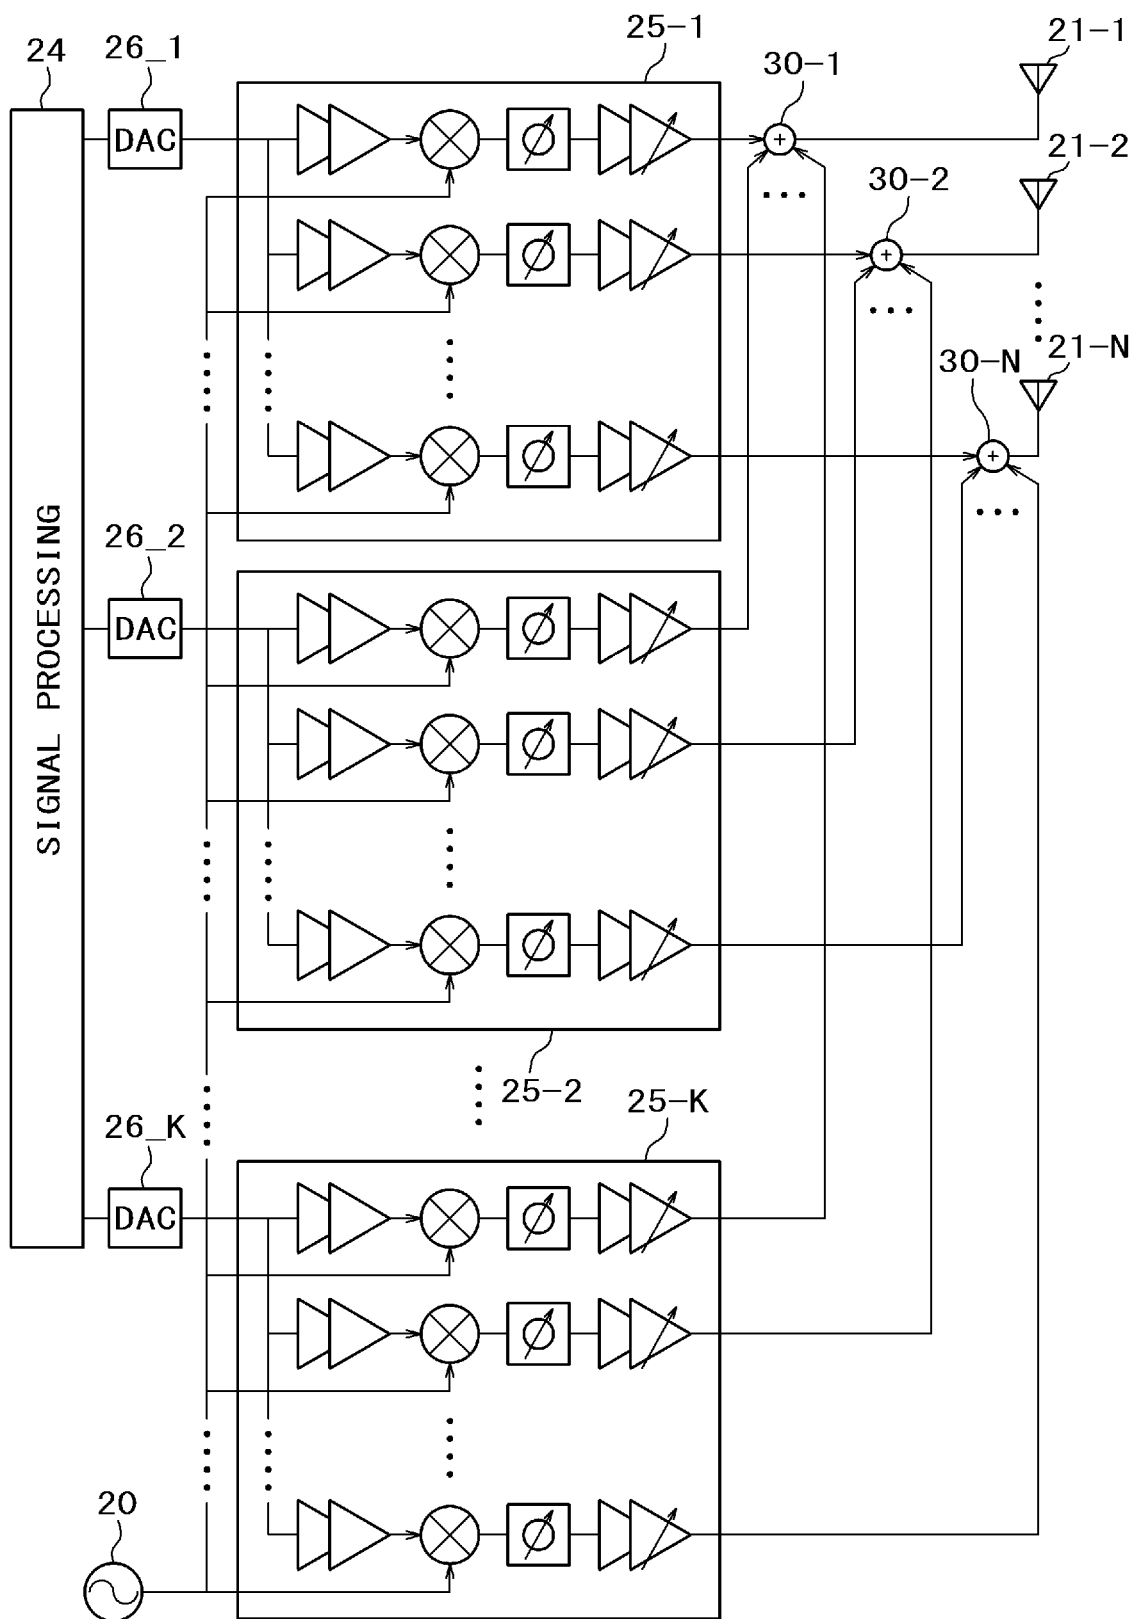 24
26_1
25-1
30-1
21-1
DAC
+
30-2
21-2
+
30-N
21-N
+
SIGNAL PROCESSING
26_2
DAC
25-2
25-K
26_K
DAC
20